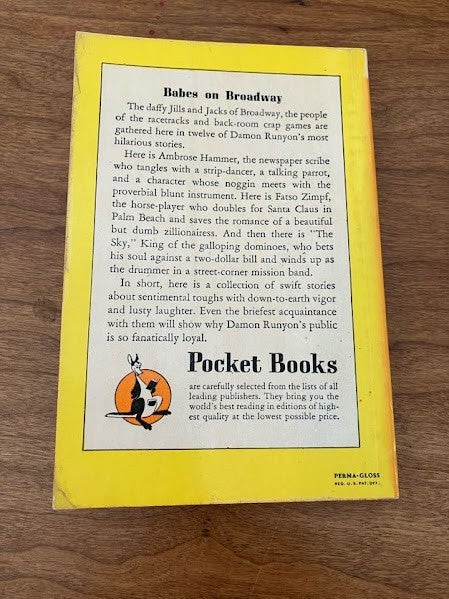 Babes on Broadway
The daffy Jills and Jacks of Broadway, the people
of the racetracks and back-room crap games are
gathered here in twelve of Damon Runyon's most
hilarious stories.
Here is Ambrose Hammer, the newspaper scribe
who tangles with a strip-dancer, a talking parrot,
and a character whose noggin meets with the
proverbial blunt instrument. Here is Fatso Zimpf,
the horse-player who doubles for Santa Claus in
Palm Beach and saves the romance of a beautiful
but dumb zillionairess. And then there is "The
Sky," King of the galloping dominoes, who bets
his soul against a two-dollar bill and winds up as
the drummer in a street-corner mission band.
In short, here is a collection of swift stories
about sentimental toughs with down-to-earth vigor
and lusty laughter. Even the briefest acquaintance
with them will show why Damon Runyon's public
is so fanatically loyal.
Pocket Books
are carefully selected from the lists of all
leading publishers. They bring you the
world's best reading in editions of high-
est quality at the lowest possible price.
PERMA-GLOSS
REG. U. S. PAT. OFF.